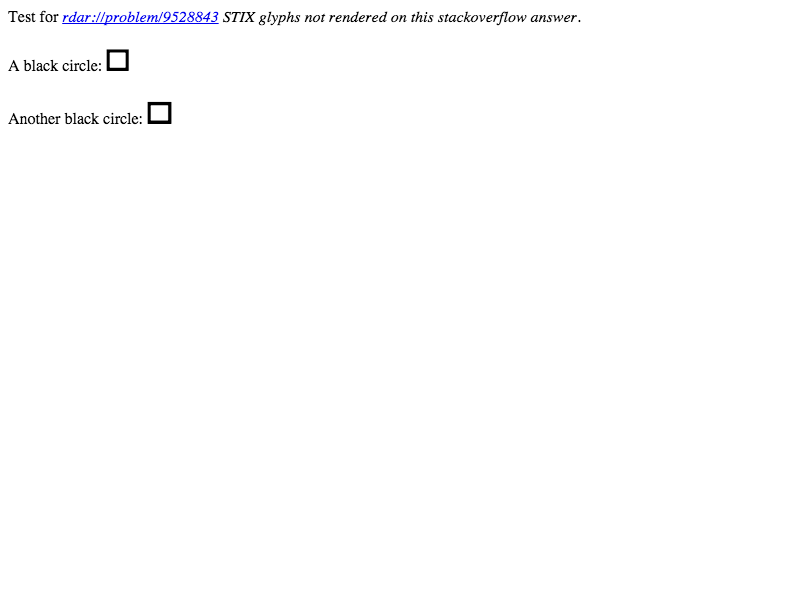 Test for rdar://problem/9528843 STIX glyphs not rendered on this stackoverflow answer.
A black circle: □
Another black circle: □